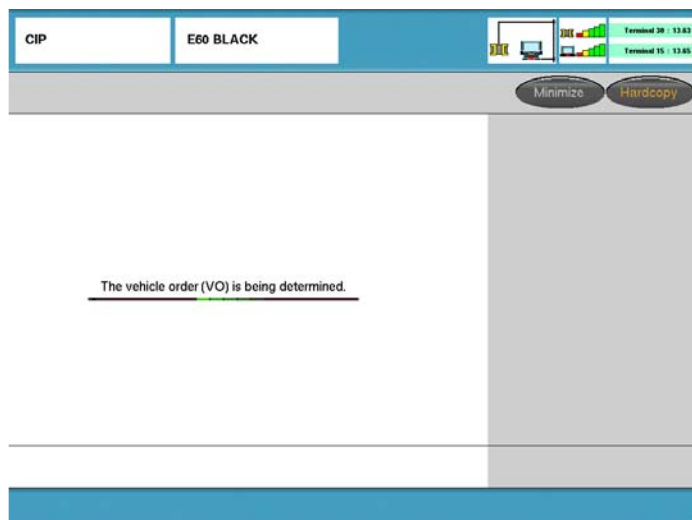 CIP
E60 BLACK
Terminal 30 : 13.63
Terminal 15 : 13.65
Minimize
Hardcopy
The vehicle order (VO) is being determined.